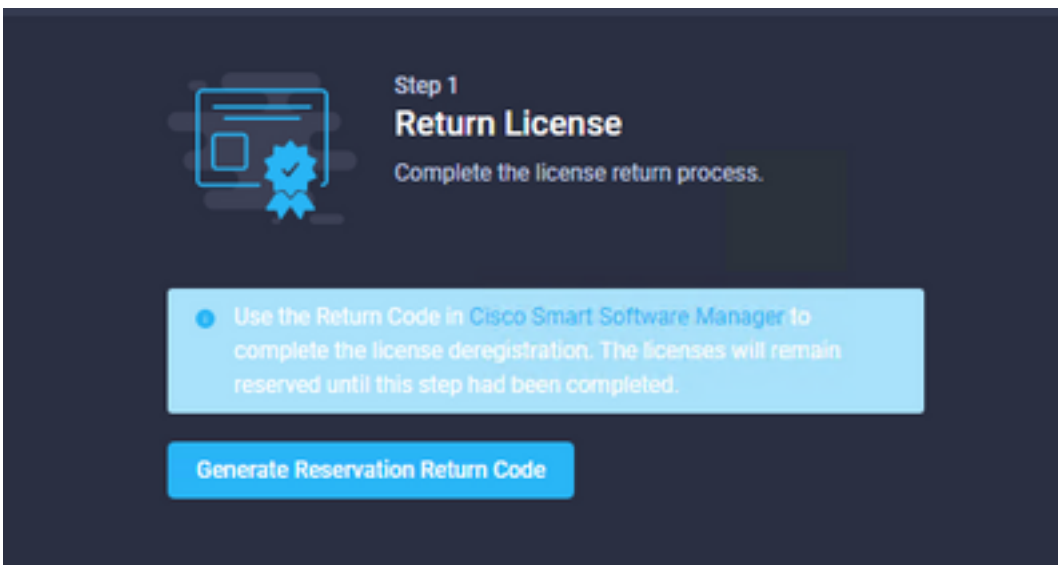 Step 1
Return License
Complete the license return process.
Use the Return Code in Cisco Smart Software Manager to
complete the license deregistration. The licenses will remain
reserved until this step had been completed.
Generate Reservation Return Code